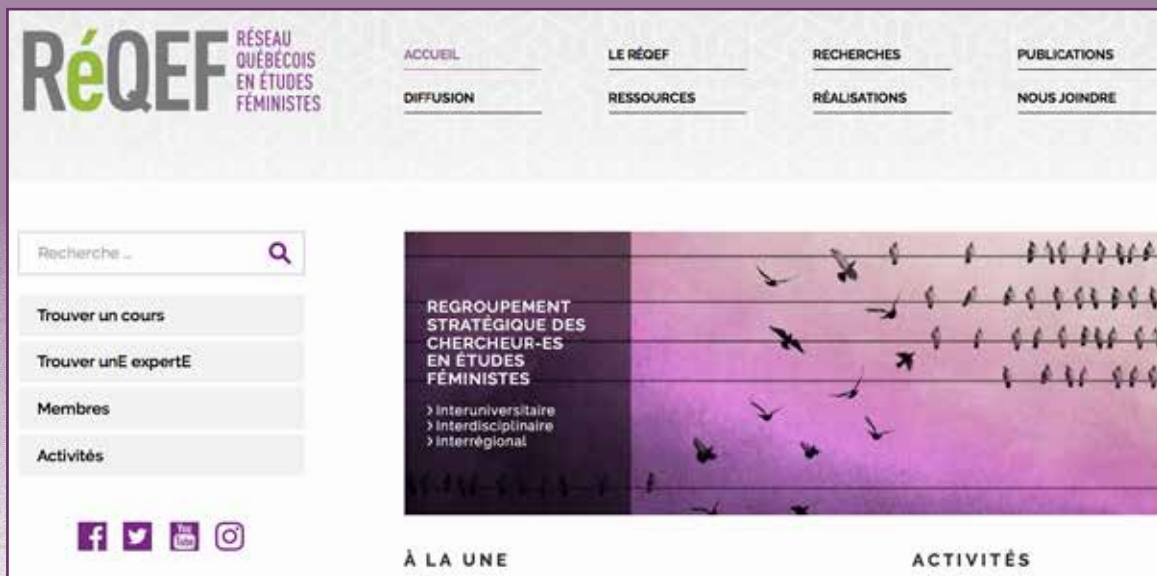 RéQEF
RÉSEAU
QUÉBÉCOIS
EN ÉTUDES
FÉMINISTES
ACCUEIL LE RÉQEF RECHERCHES PUBLICATIONS
DIFFUSION RESSOURCES RÉALISATIONS NOUS JOINDRE
Recherche ...
Trouver un cours
Trouver unE expertE
Membres
Activités
REGROUPEMENT
STRATÉGIQUE DES
CHERCHEUR-ES
EN ÉTUDES
FÉMINISTES
> Interuniversitaire
> Interdisciplinaire
> Interrégional
You
Tube
À LA UNE ACTIVITÉS